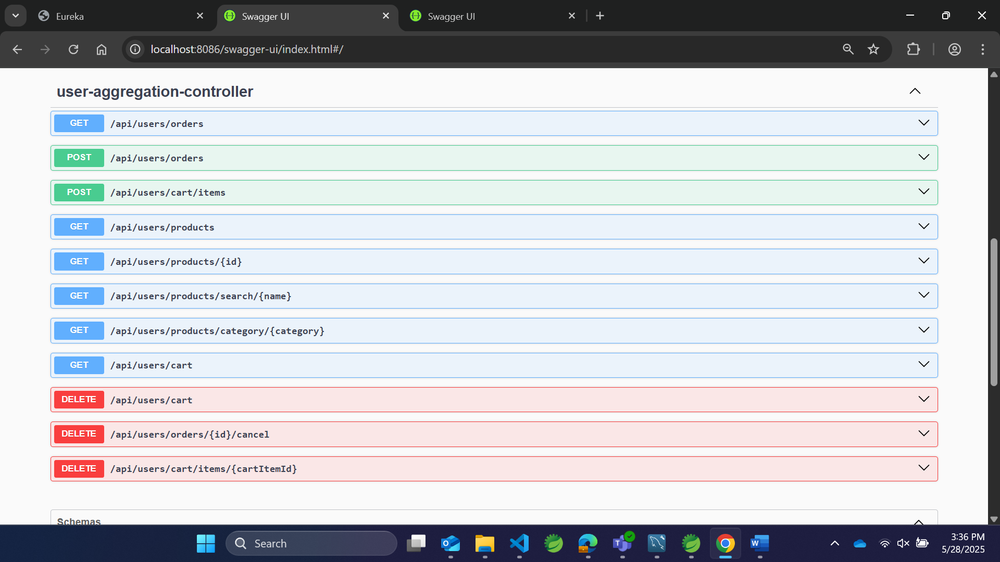 Eureka
Swagger UI
Swagger UI
localhost:8086/swagger-ui/index.html#/
user-aggregation-controller
GET /api/users/orders
POST /api/users/orders
POST /api/users/cart/items
GET /api/users/products
GET /api/users/products/{id}
GET /api/users/products/search/{name}
GET /api/users/products/category/{category}
GET /api/users/cart
DELETE /api/users/cart
DELETE /api/users/orders/{id}/cancel
DELETE /api/users/cart/items/{cartItemId}
Schemas
Search
3:36 PM
5/28/2025